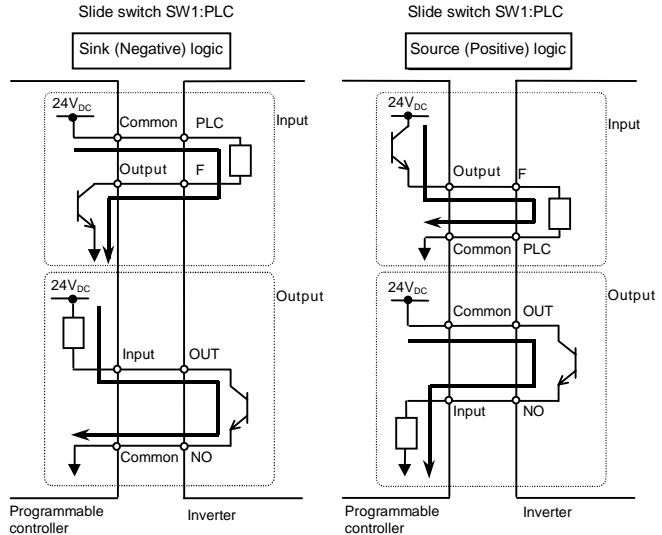 Slide switch SW1:PLC
Sink (Negative) logic
24VDC
Common
PLC
Input
Output
F
24VDC
Output
Input
OUT
Common
NO
Programmable
controller
Inverter
Slide switch SW1:PLC
Source (Positive) logic
24VDC
Input
Output
F
Common
PLC
24VDC
Output
Common
OUT
Input
NO
Programmable
controller
Inverter